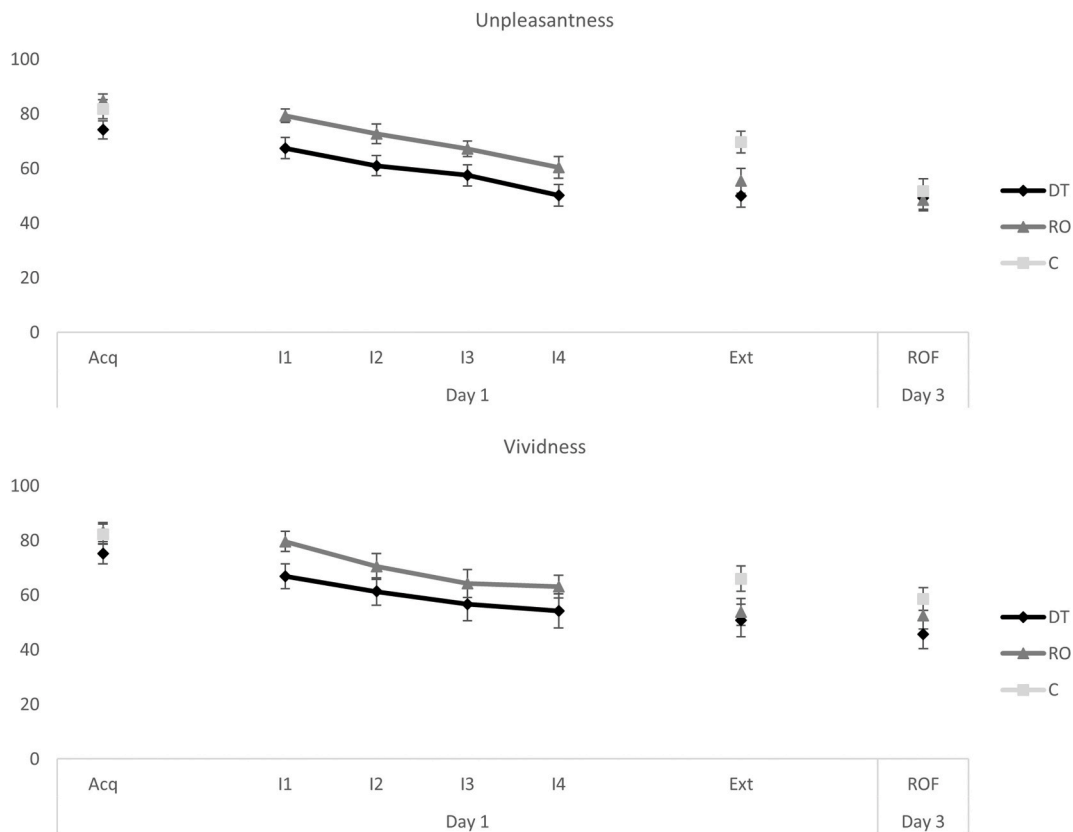 Unpleasantness
100
80
60
40
20
0
DT
RO
C
Acq I1 I2 I3 I4 Ext ROF
Day 1 Day 3
Vividness
100
80
60
40
20
0
DT
RO
C
Acq I1 I2 I3 I4 Ext ROF
Day 1 Day 3